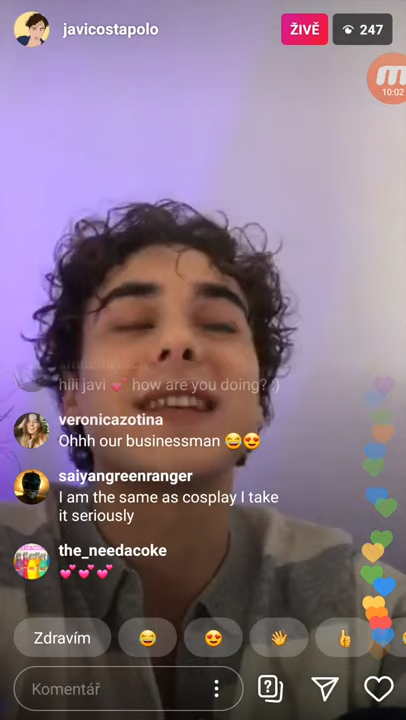 javicostapolo
ŽIVĚ
247
10:02
hiii javi 💕 how are you doing? :)
veronicazotina
Ohhh our businessman 😂😍
saiyangreenranger
I am the same as cosplay I take
it seriously
the_needacoke
💕💕💕
Zdravím
Komentář